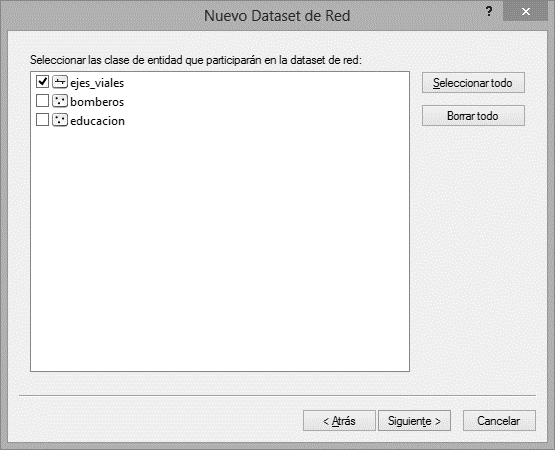 Nuevo Dataset de Red
?
Seleccionar las clase de entidad que participarán en la dataset de red:
ejes_viales
bomberos
educacion
Seleccionar todo
Borrar todo
< Atrás
Siguiente >
Cancelar